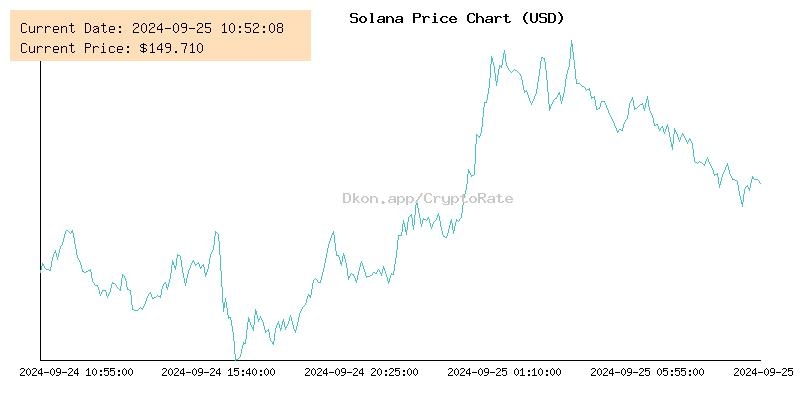 Solana Price Chart (USD)
Current Date: 2024-09-25 10:52:08
Current Price: $149.710
Dkon.app/CryptoRate
2024-09-24 10:55:00 2024-09-24 15:40:00 2024-09-24 20:25:00 2024-09-25 01:10:00 2024-09-25 05:55:00 2024-09-25